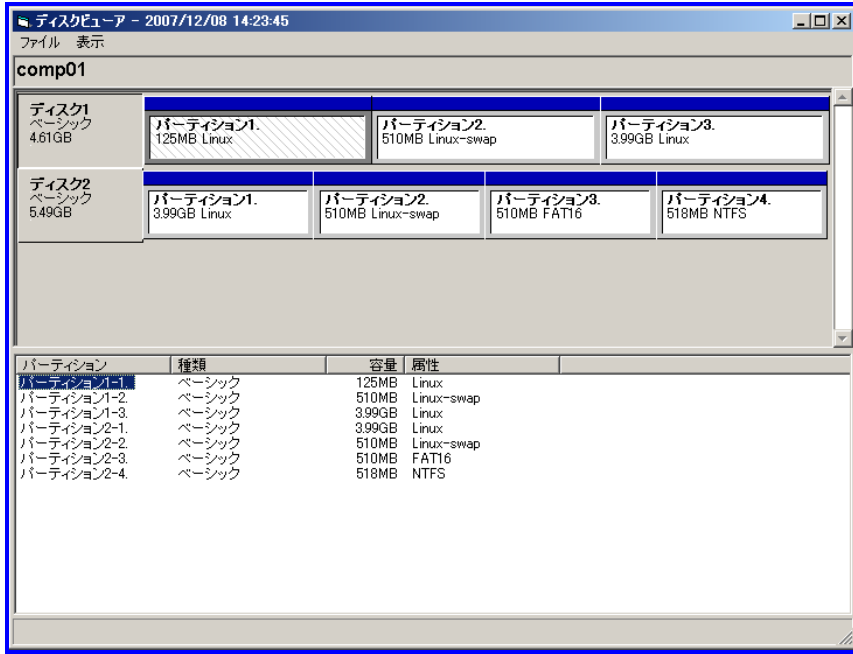 ディスクビューア - 2007/12/08 14:23:45
ファイル 表示
comp01
ディスク1
ベーシック
4.61GB
パーティション1.
125MB Linux
パーティション2.
510MB Linux-swap
パーティション3.
3.99GB Linux
ディスク2
ベーシック
5.49GB
パーティション1.
3.99GB Linux
パーティション2.
510MB Linux-swap
パーティション3.
510MB FAT16
パーティション4.
518MB NTFS
パーティション 種類 容量 属性
パーティション1-1. ベーシック 125MB Linux
パーティション1-2. ベーシック 510MB Linux-swap
パーティション1-3. ベーシック 3.99GB Linux
パーティション2-1. ベーシック 3.99GB Linux
パーティション2-2. ベーシック 510MB Linux-swap
パーティション2-3. ベーシック 510MB FAT16
パーティション2-4. ベーシック 518MB NTFS